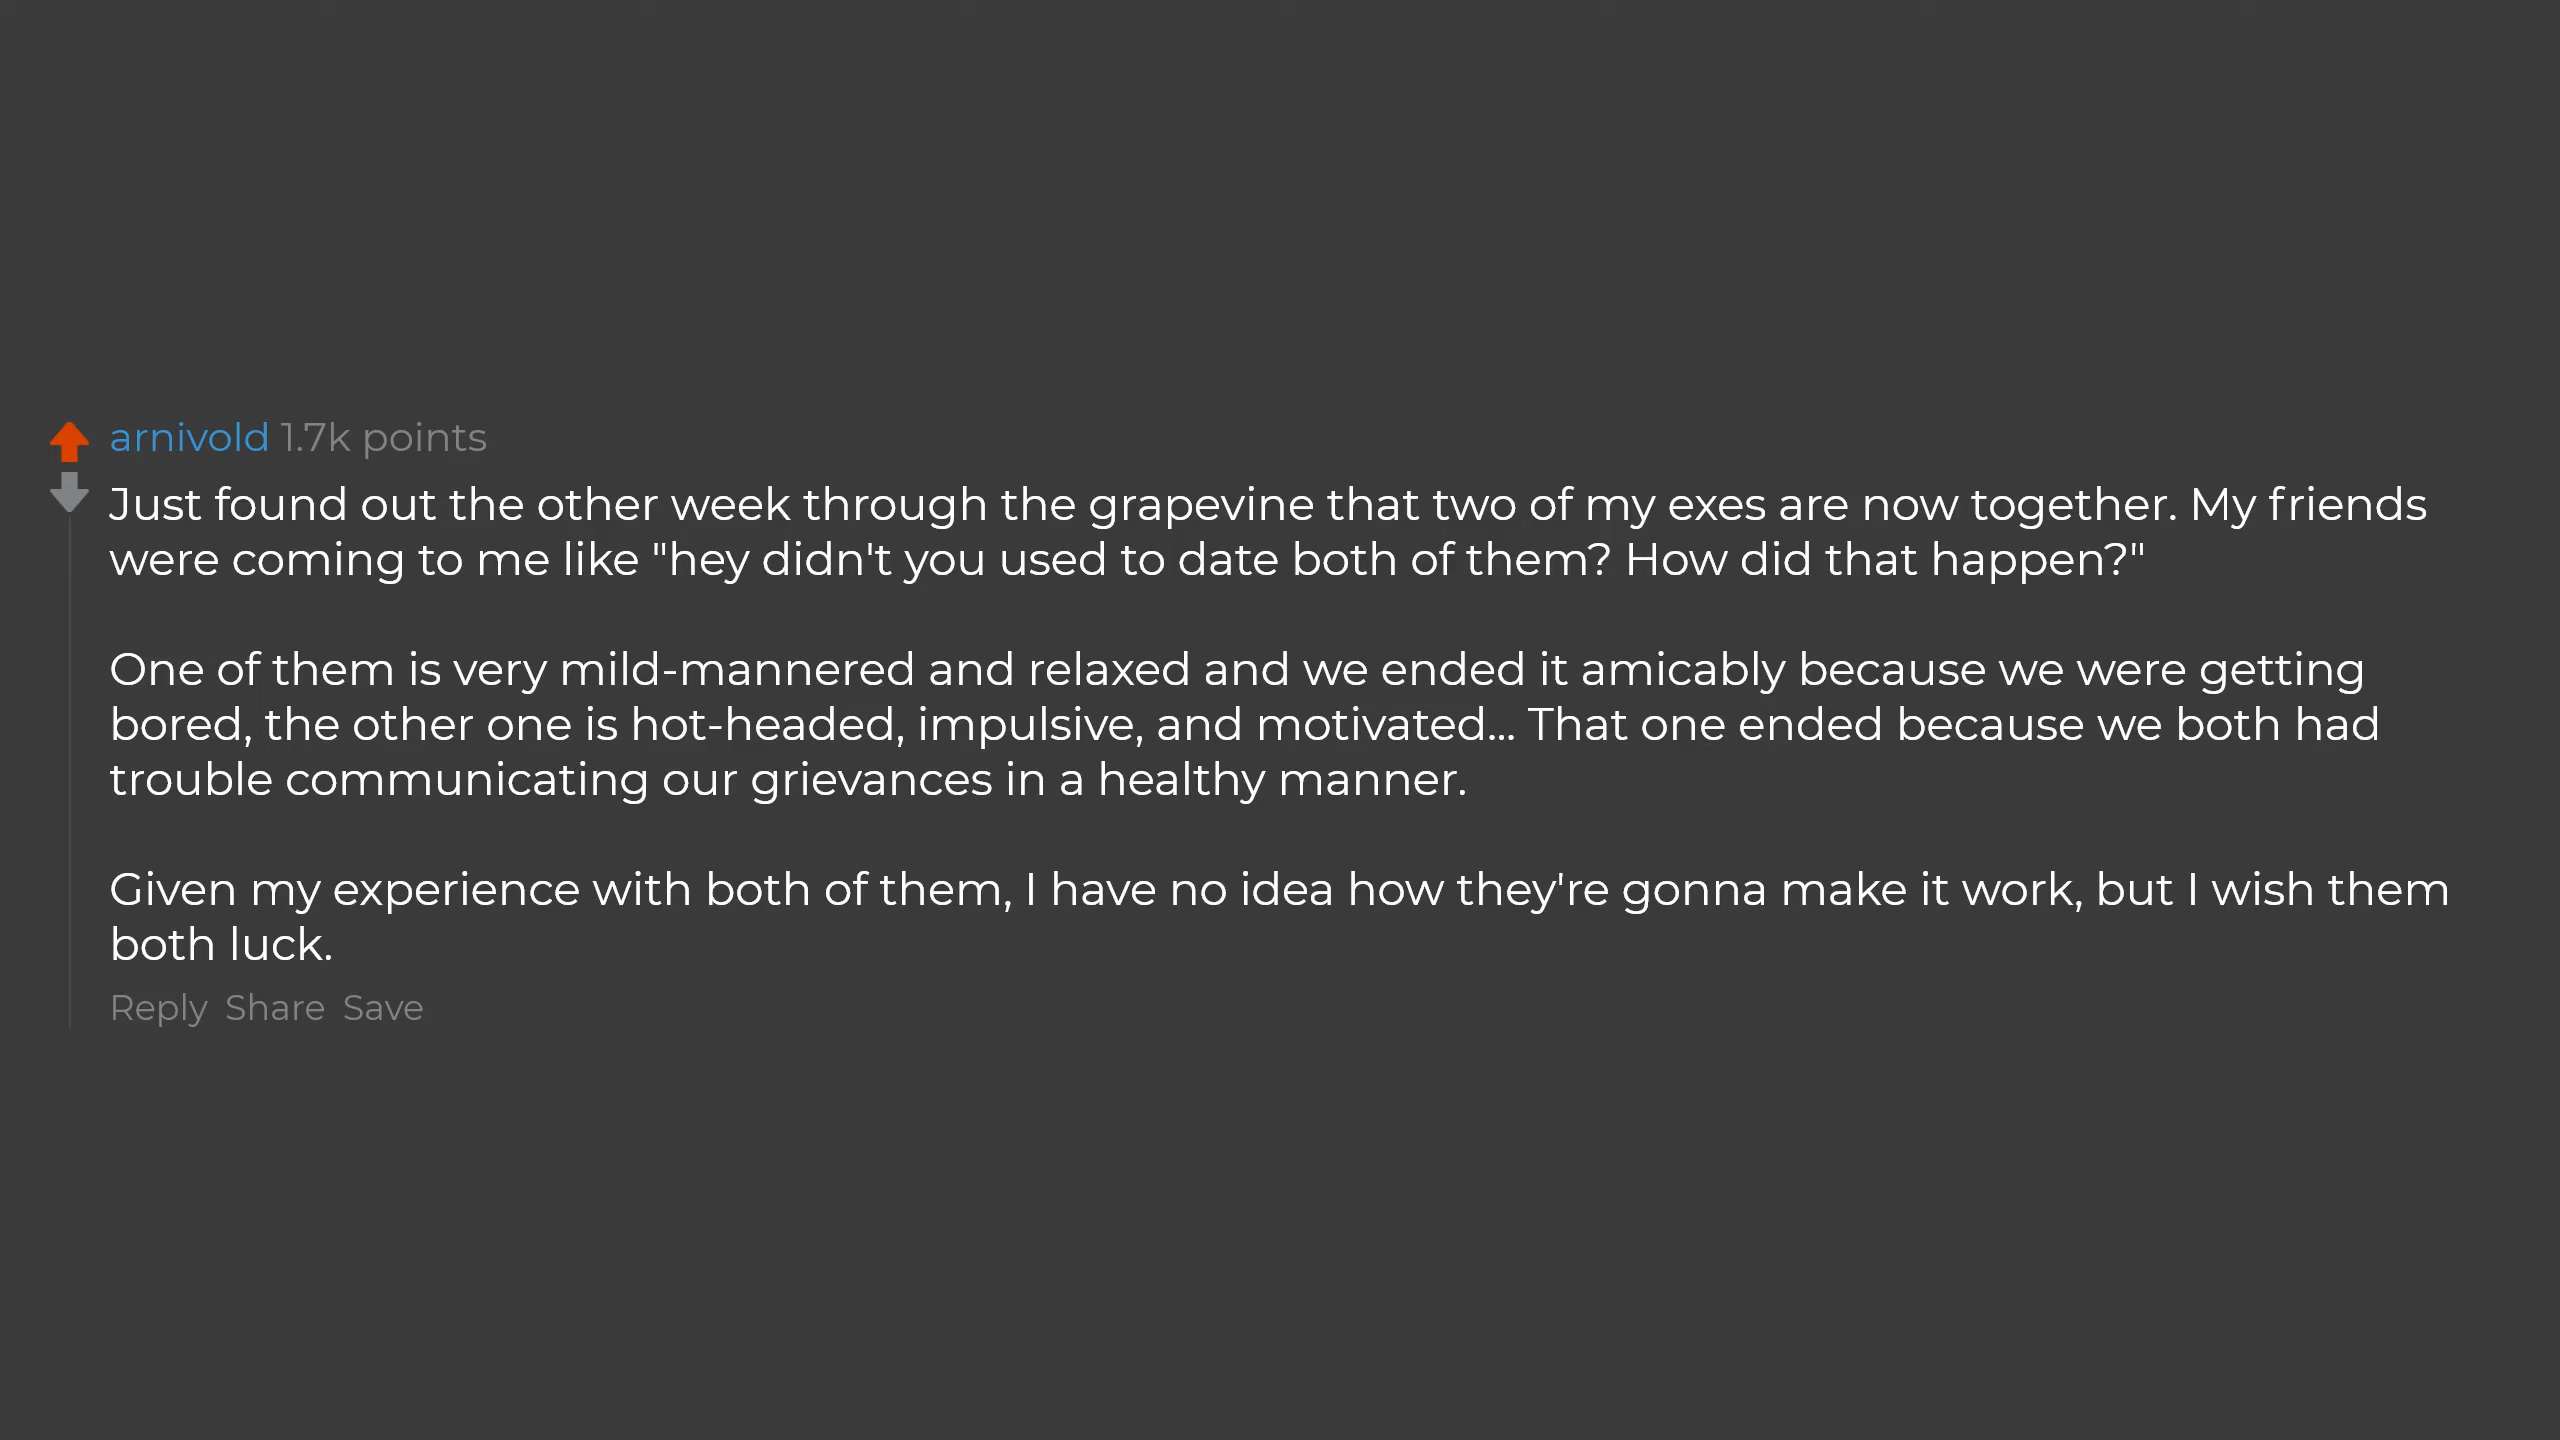 arnivold 1.7k points
Just found out the other week through the grapevine that two of my exes are now together. My friends
were coming to me like "hey didn't you used to date both of them? How did that happen?"
One of them is very mild-mannered and relaxed and we ended it amicably because we were getting
bored, the other one is hot-headed, impulsive, and motivated... That one ended because we both had
trouble communicating our grievances in a healthy manner.
Given my experience with both of them, I have no idea how they're gonna make it work, but I wish them
both luck.
Reply Share Save